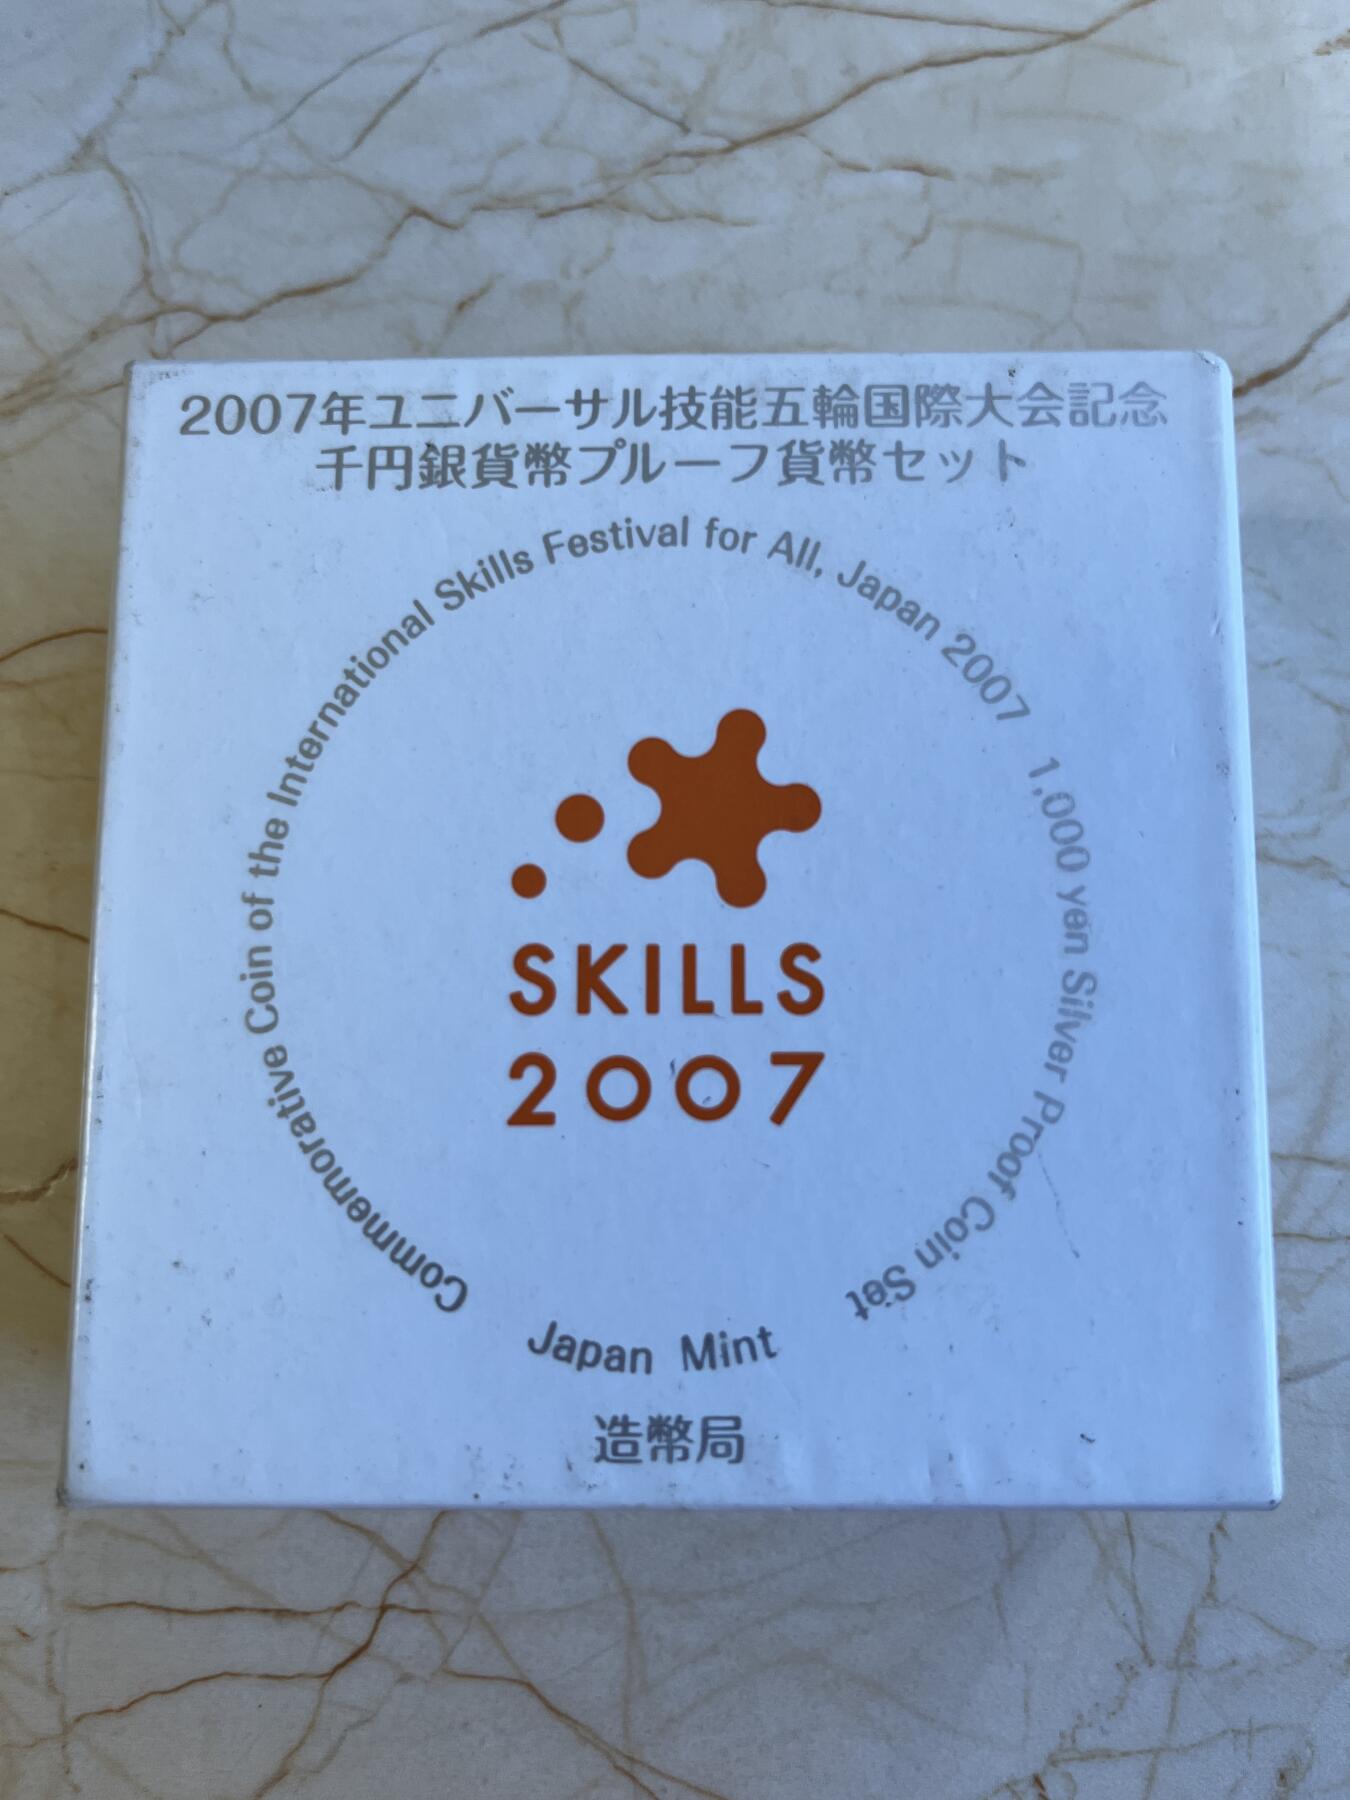 2007年ユニバーサル技能五輪国際大会記念
千円銀貨幣プルーフ貨幣セット
Commemorative Coin of the International Skills Festival for All, Japan 2007 1,000 yen Silver Proof Coin Set
SKILLS
2007
Japan Mint
造幣局